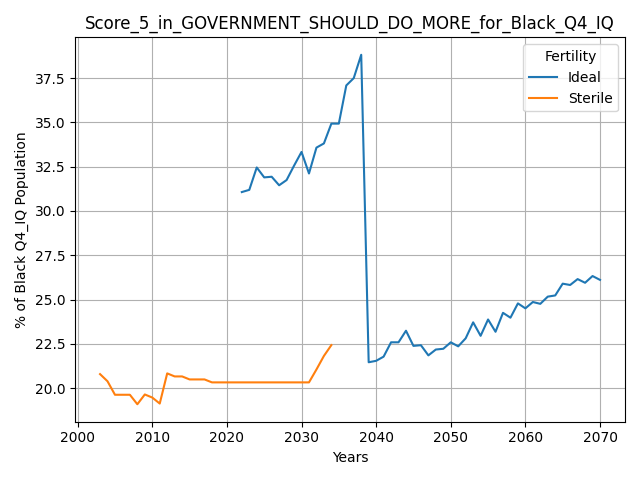 Score_5_in_GOVERNMENT_SHOULD_DO_MORE_for_Black_Q4_IQ
Fertility
Ideal
Sterile
% of Black Q4_IQ Population
37.5
35.0
32.5
30.0
27.5
25.0
22.5
20.0
2000
2010
2020
2030
2040
2050
2060
2070
Years